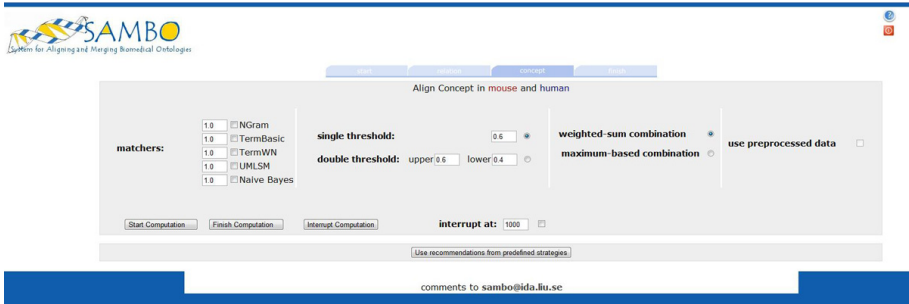 SAMBO
System for Aligning and Merging Biomedical Ontologies
start relation concept finish
Align Concept in mouse and human
matchers:
1.0 NGram
1.0 TermBasic
1.0 TermWN
1.0 UMLSM
1.0 Naive Bayes
single threshold: 0.6
double threshold: upper 0.6 lower 0.4
weighted-sum combination
maximum-based combination
use preprocessed data
Start Computation Finish Computation Interrupt Computation interrupt at: 1000
Use recommendations from predefined strategies
comments to sambo@ida.liu.se